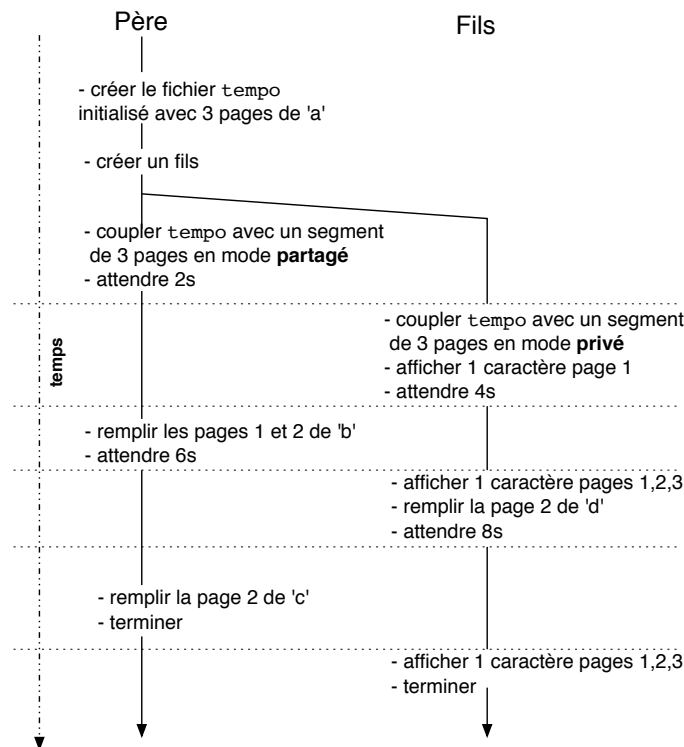 Père
Fils
- créer le fichier tempo
initialisé avec 3 pages de 'a'
- créer un fils
- coupler tempo avec un segment
de 3 pages en mode partagé
- attendre 2s
temps
- coupler tempo avec un segment
de 3 pages en mode privé
- afficher 1 caractère page 1
- attendre 4s
- remplir les pages 1 et 2 de 'b'
- attendre 6s
- afficher 1 caractère pages 1,2,3
- remplir la page 2 de 'd'
- attendre 8s
- remplir la page 2 de 'c'
- terminer
- afficher 1 caractère pages 1,2,3
- terminer